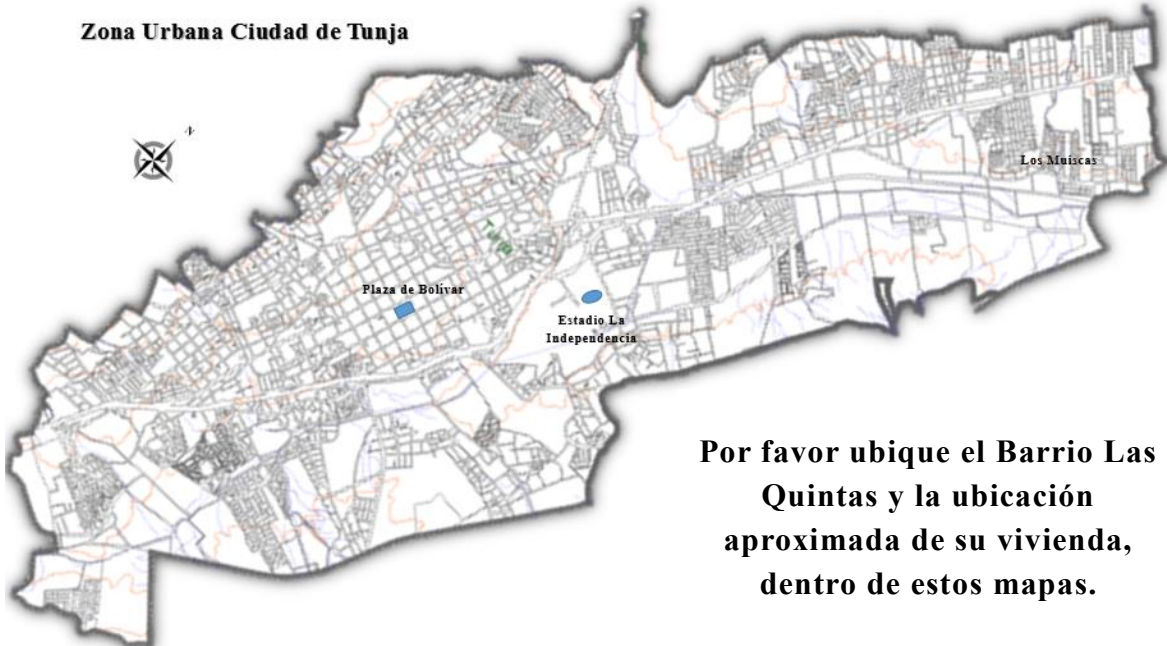 Zona Urbana Ciudad de Tunja
N
Los Muiscas
Tunja
Plaza de Bolívar
Estadio La
Independencia
Por favor ubique el Barrio Las
Quintas y la ubicación
aproximada de su vivienda,
dentro de estos mapas.